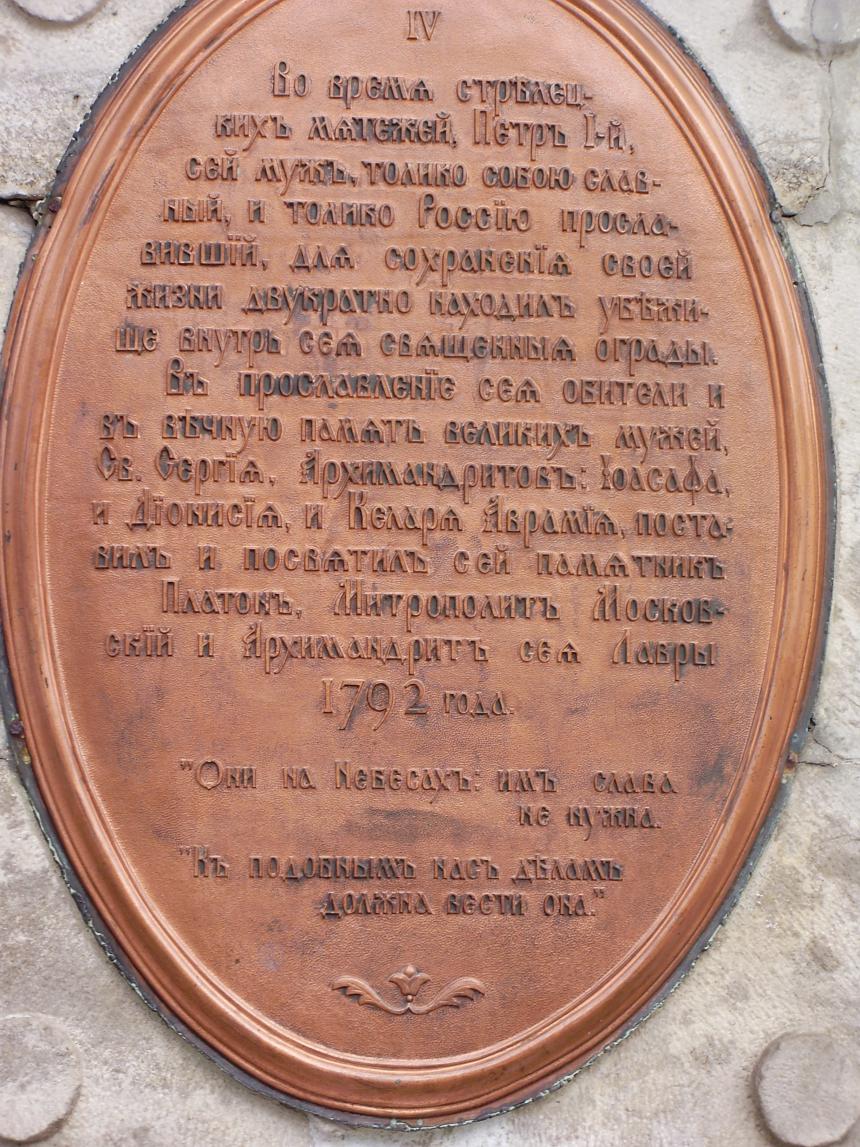 IV
Во время стрѣлец-
кихъ мятежей, Петръ I-й,
сей мужъ, толико собою слав-
ный, и толико Россію просла-
вившій, для сохраненія своей
жизни двукратно находилъ убѣжи-
ще внутрь сея священныя ограды.
Въ прославленіе сея обители и
въ вѣчную память великихъ мужей,
Св. Сергія, Архимандритовъ: Іоасафа,
и Діонисія, и Келаря Аврамія, поста-
вилъ и посвятилъ сей памятникъ
Платонъ, Митрополитъ Москов-
скій и Архимандритъ сея Лавры
1792 года.
"Они на Небесахъ: имъ слава
не нужна.
"Къ подобнымъ насъ дѣламъ
должна вести она."